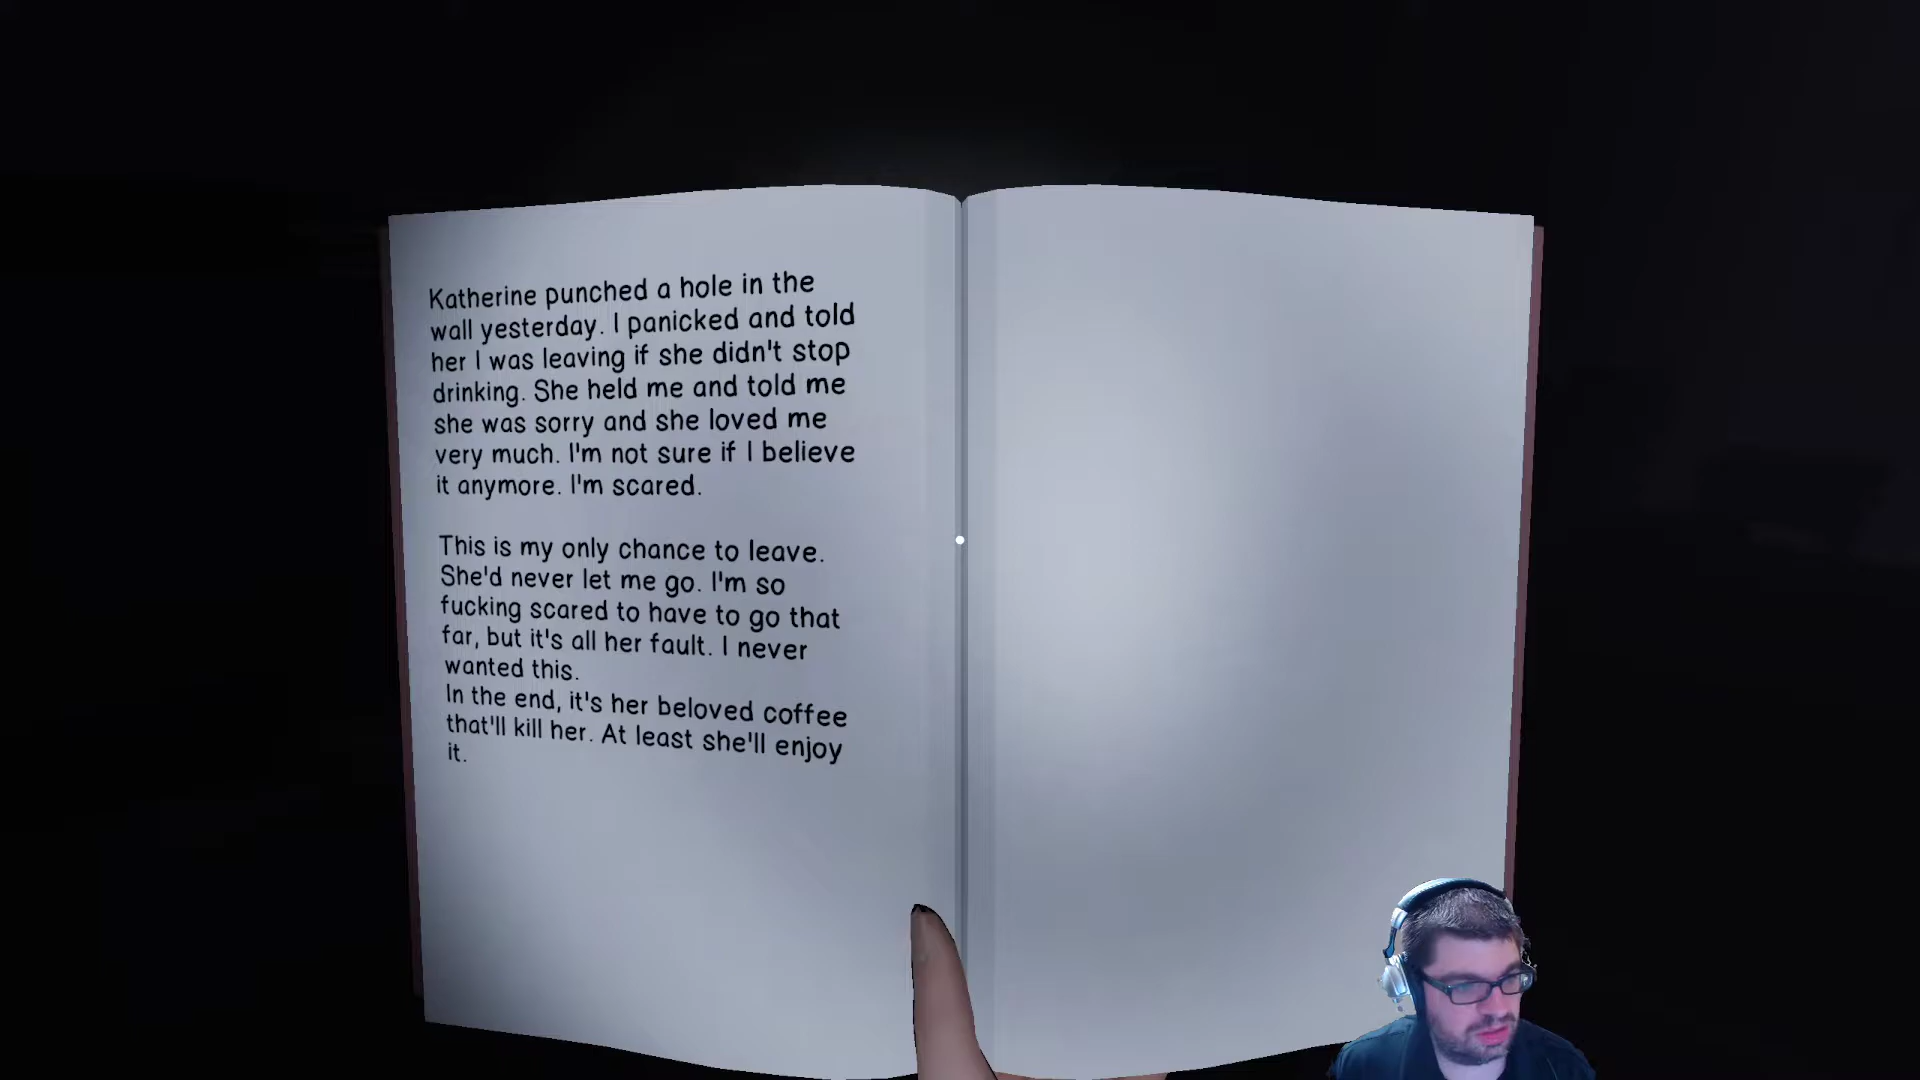 Katherine punched a hole in the
wall yesterday. I panicked and told
her I was leaving if she didn't stop
drinking. She held me and told me
she was sorry and she loved me
very much. I'm not sure if I believe
it anymore. I'm scared.
This is my only chance to leave.
She'd never let me go. I'm so
fucking scared to have to go that
far, but it's all her fault. I never
wanted this.
In the end, it's her beloved coffee
that'll kill her. At least she'll enjoy
it.